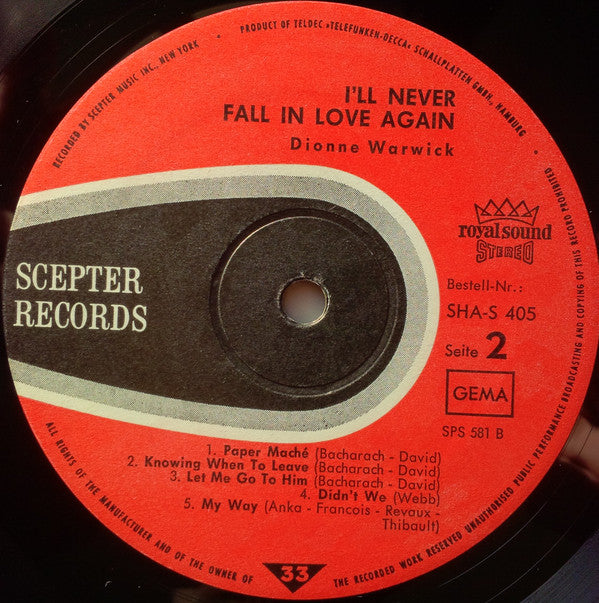 RECORDED BY SCEPTER MUSIC INC., NEW YORK • PRODUCT OF TELDEC »TELEFUNKEN-DECCA« SCHALLPLATTEN GMBH., HAMBURG •
I'LL NEVER
FALL IN LOVE AGAIN
Dionne Warwick
royal sound
STEREO
SCEPTER
RECORDS
Bestell-Nr.:
SHA-S 405
Seite 2
GEMA
SPS 581 B
1. Paper Maché (Bacharach - David)
2. Knowing When To Leave (Bacharach - David)
3. Let Me Go To Him (Bacharach - David)
4. Didn't We (Webb)
5. My Way (Anka - Francois - Revaux -
Thibault)
33
ALL RIGHTS OF THE MANUFACTURER AND OF THE OWNER OF THE RECORDED WORK RESERVED UNAUTHORISED PUBLIC PERFORMANCE BROADCASTING AND COPYING OF THIS RECORD PROHIBITED